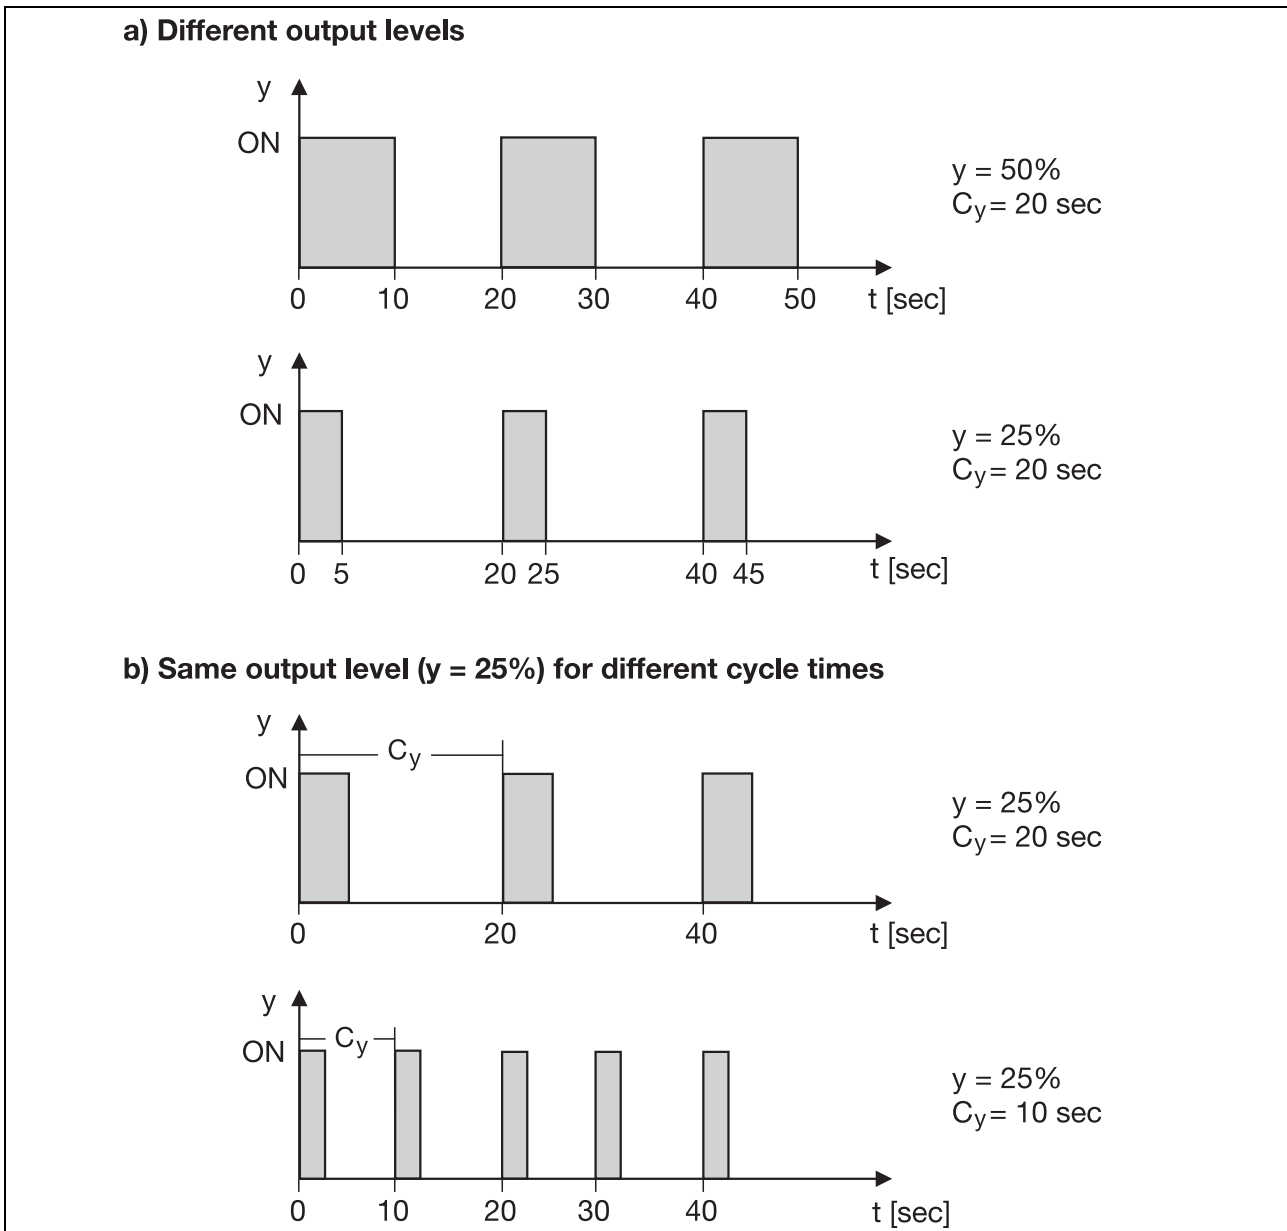 a) Different output levels
y
ON
y = 50%
Cy = 20 sec
0 10 20 30 40 50 t [sec]
y
ON
y = 25%
Cy = 20 sec
0 5 20 25 40 45 t [sec]
b) Same output level (y = 25%) for different cycle times
y
Cy
ON
y = 25%
Cy = 20 sec
0 20 40 t [sec]
y
Cy
ON
y = 25%
Cy = 10 sec
0 10 20 30 40 t [sec]